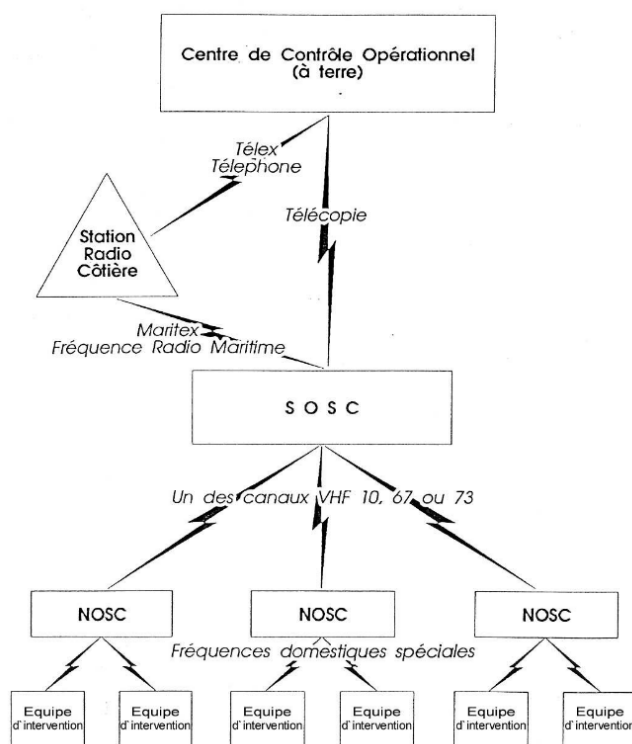 Centre de Contrôle Opérationnel
(à terre)
Télex
Télephone
Télécopie
Station
Radio
Côtière
Maritex
Fréquence Radio Maritime
S O S C
Un des canaux VHF 10, 67 ou 73
NOSC
NOSC
NOSC
Fréquences domestiques spéciales
Equipe
d'intervention
Equipe
d'intervention
Equipe
d'intervention
Equipe
d'intervention
Equipe
d'intervention
Equipe
d'intervention